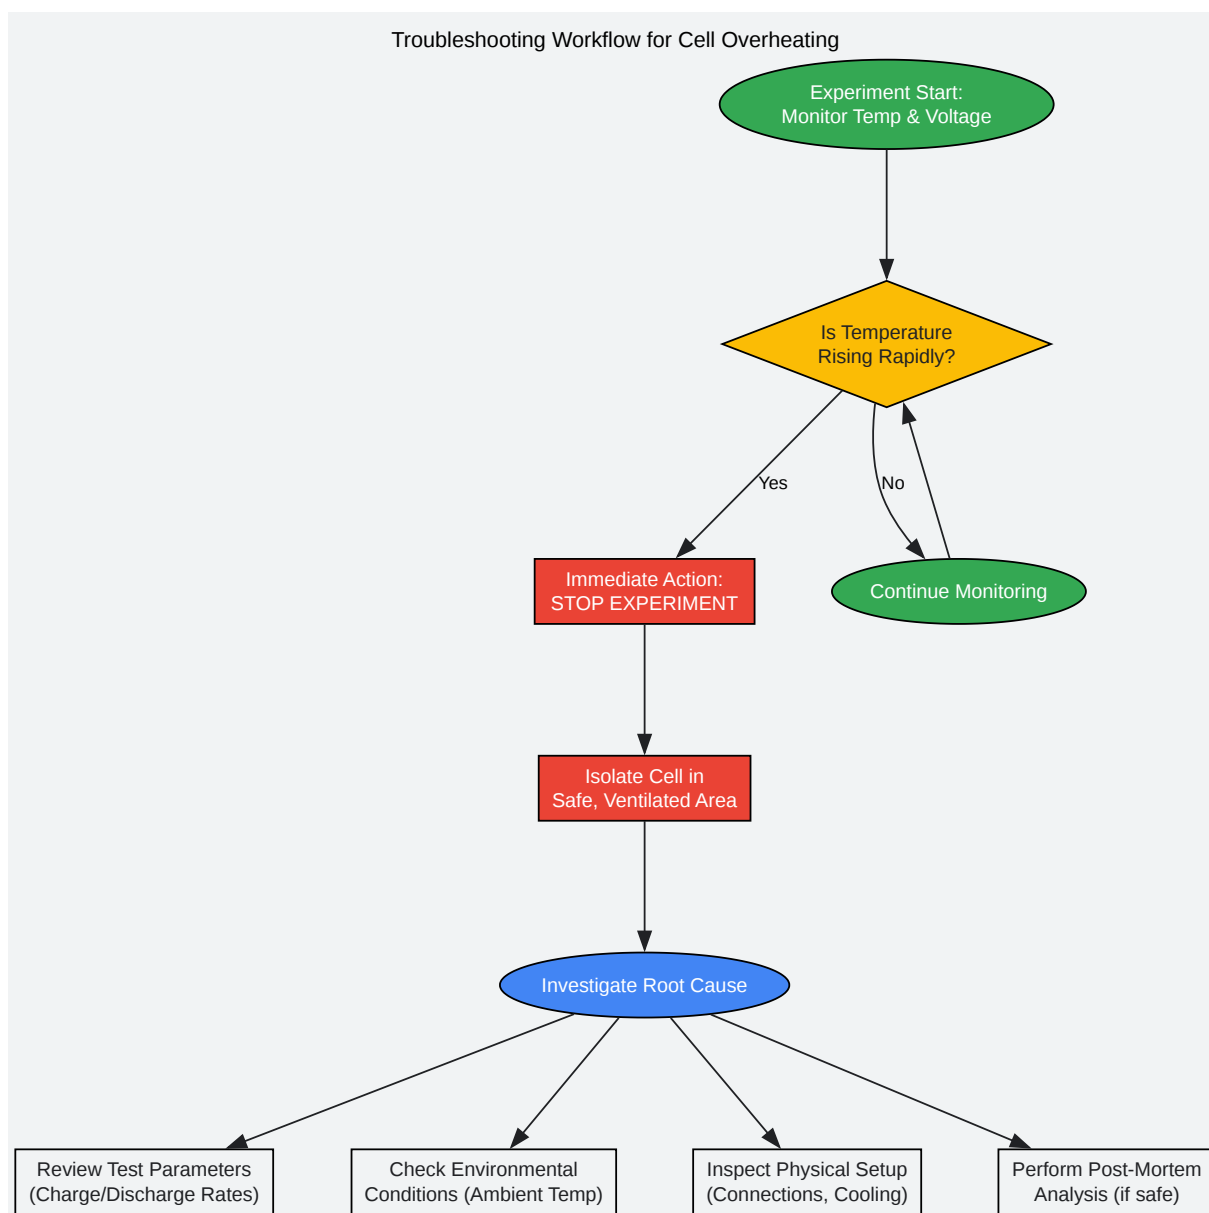 Troubleshooting Workflow for Cell Overheating
Experiment Start:
Monitor Temp & Voltage
Is Temperature
Rising Rapidly?
Yes
No
Immediate Action:
STOP EXPERIMENT
Continue Monitoring
Isolate Cell in
Safe, Ventilated Area
Investigate Root Cause
Review Test Parameters
(Charge/Discharge Rates)
Check Environmental
Conditions (Ambient Temp)
Inspect Physical Setup
(Connections, Cooling)
Perform Post-Mortem
Analysis (if safe)